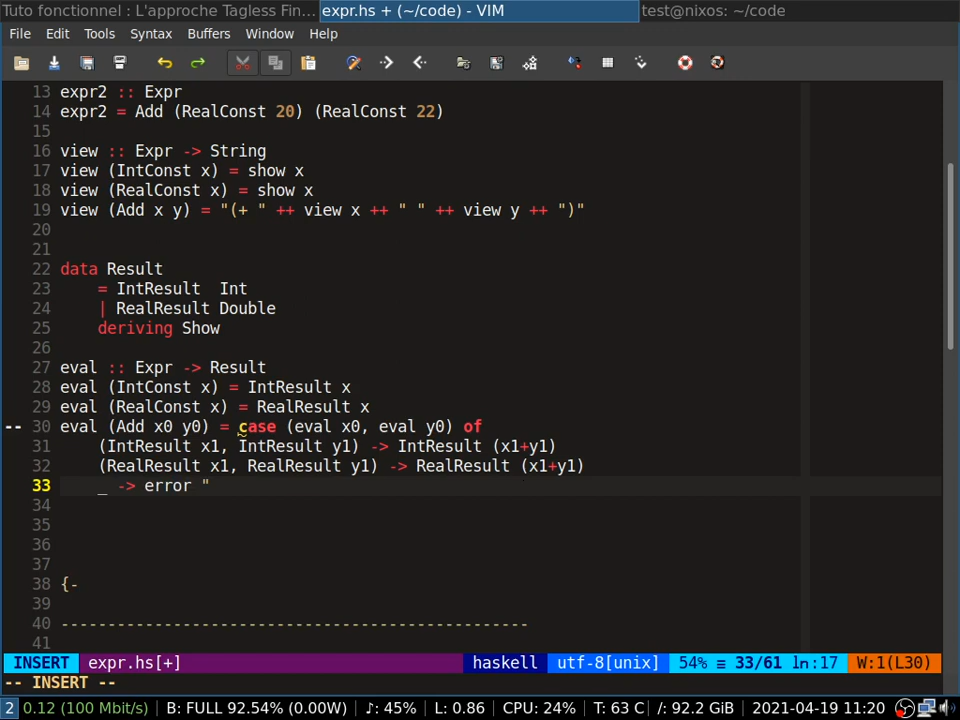 Tuto fonctionnel : L'approche Tagless Fin... expr.hs + (~/code) - VIM test@nixos: ~/code
File Edit Tools Syntax Buffers Window Help
13 expr2 :: Expr
14 expr2 = Add (RealConst 20) (RealConst 22)
15
16 view :: Expr -> String
17 view (IntConst x) = show x
18 view (RealConst x) = show x
19 view (Add x y) = "(+ " ++ view x ++ " " ++ view y ++ ")"
20
21
22 data Result
23     = IntResult  Int
24     | RealResult Double
25     deriving Show
26
27 eval :: Expr -> Result
28 eval (IntConst x) = IntResult x
29 eval (RealConst x) = RealResult x
-- 30 eval (Add x0 y0) = case (eval x0, eval y0) of
31     (IntResult x1, IntResult y1) -> IntResult (x1+y1)
32     (RealResult x1, RealResult y1) -> RealResult (x1+y1)
33     _ -> error "
34
35
36
37
38 {-
39
40 --------------------------------------------------
41
INSERT expr.hs[+] haskell utf-8[unix] 54% ≡ 33/61 ln:17 W:1(L30)
-- INSERT --
2 0.12 (100 Mbit/s) B: FULL 92.54% (0.00W) ♪: 45% L: 0.86 CPU: 24% T: 63 C /: 92.2 GiB 2021-04-19 11:20